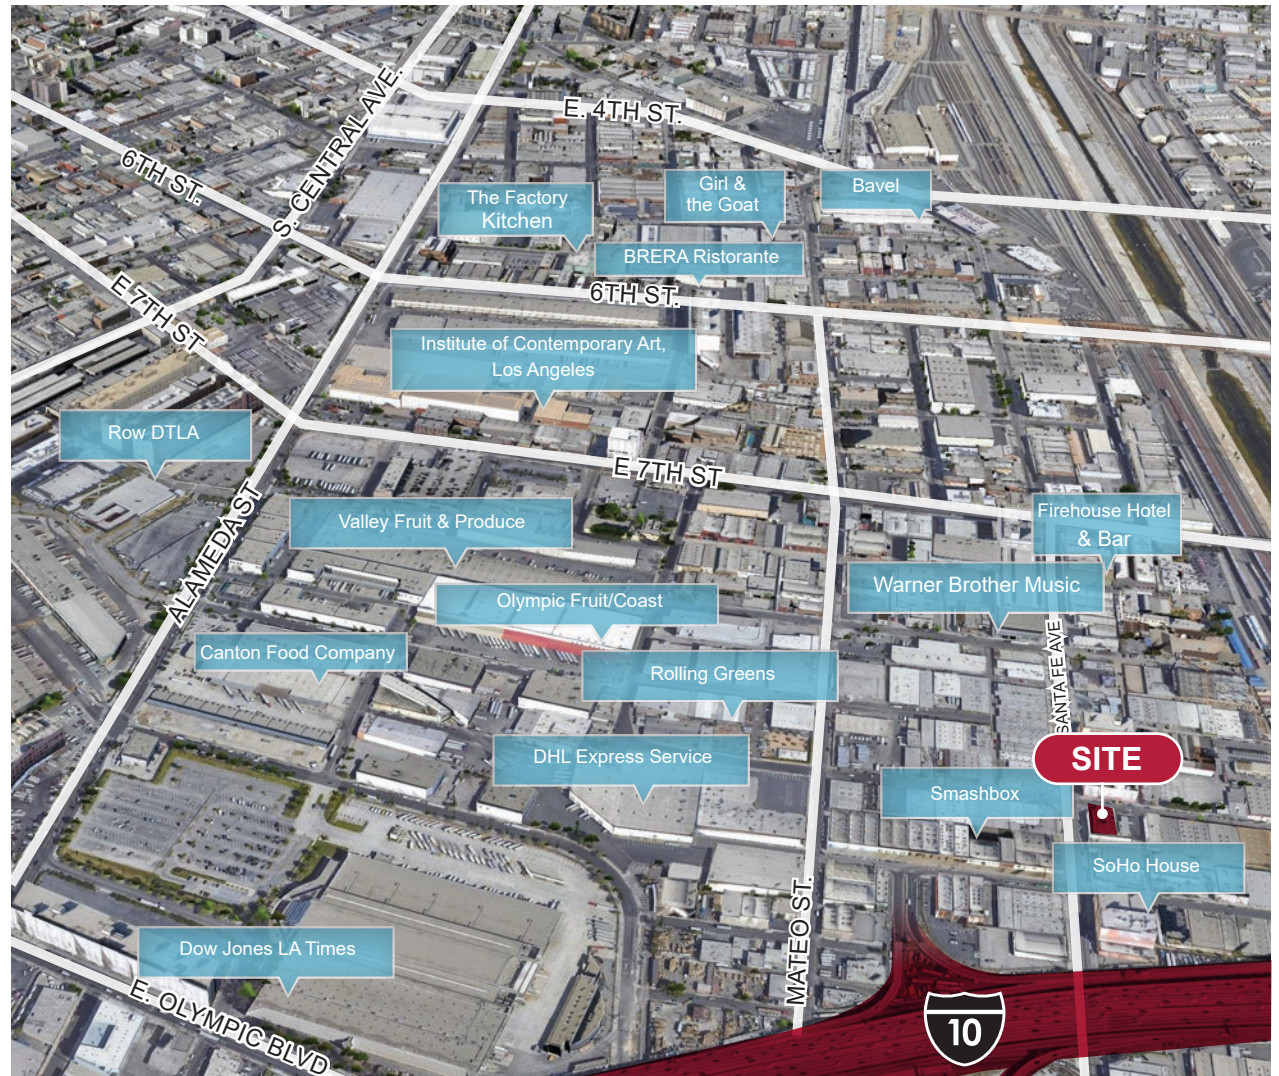 S. CENTRAL AVE.
E. 4TH ST.
6TH ST.
The Factory
Kitchen
Girl &
the Goat
Bavel
BRERA Ristorante
6TH ST.
E 7TH ST
Institute of Contemporary Art,
Los Angeles
Row DTLA
E 7TH ST
ALAMEDA ST
Valley Fruit & Produce
Firehouse Hotel
& Bar
Warner Brother Music
Olympic Fruit/Coast
Canton Food Company
Rolling Greens
SANTA FE AVE
SITE
DHL Express Service
Smashbox
SoHo House
MATEO ST.
Dow Jones LA Times
E. OLYMPIC BLVD
10